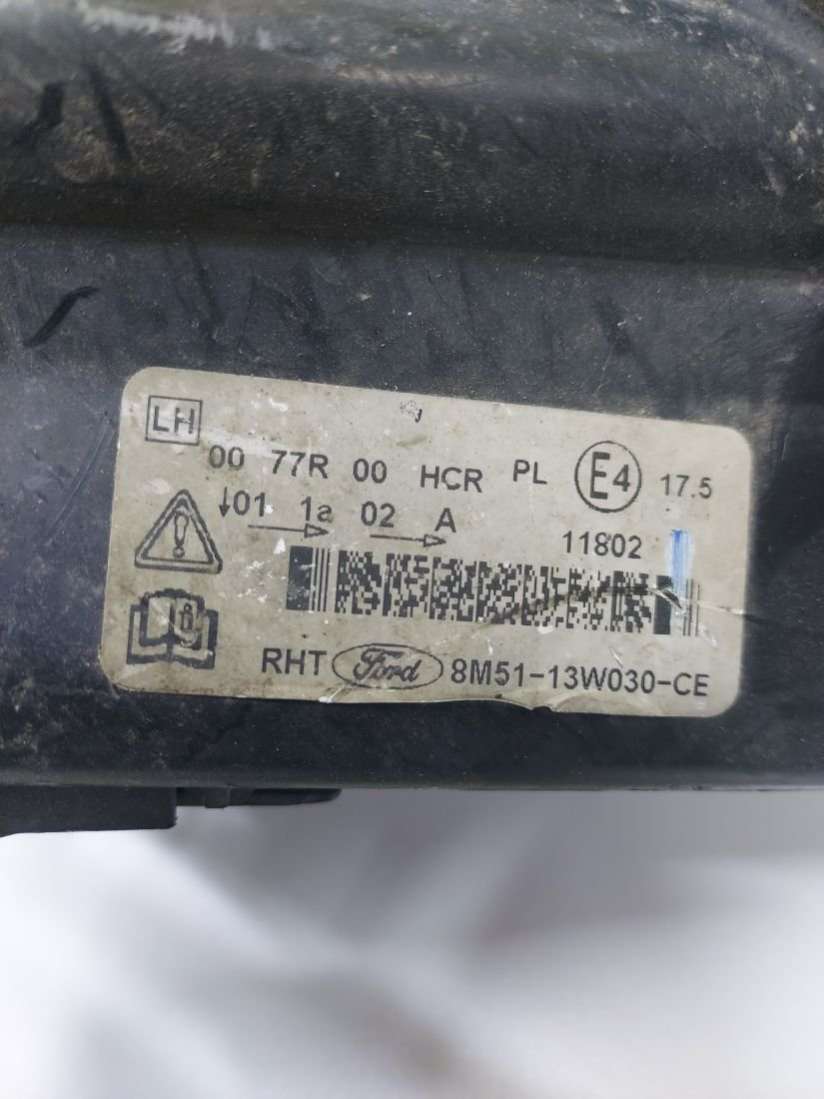 LH
00 77R 00 HCR PL E4 17.5
↓01 1a 02 A
11802
RHT Ford 8M51-13W030-CE